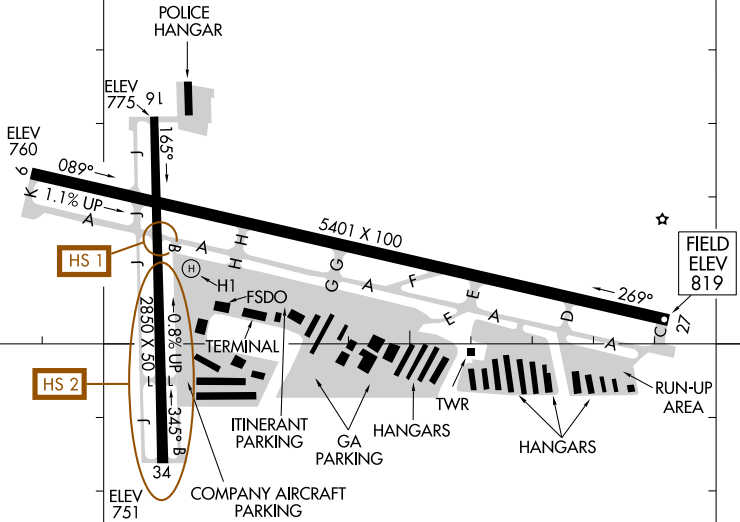 POLICE
HANGAR
ELEV
775
16
ELEV
760
9
089°
165°
J
K
1.1% UP
J
A
5401 X 100
HS 1
B
A
H
H
H
H1
G
G
A
F
E
E
D
A
269°
FIELD
ELEV
819
C
27
J
FSDO
TERMINAL
2850 X 50
0.8% UP
HS 2
L
L
345°
B
J
34
ELEV
751
ITINERANT
PARKING
GA
PARKING
HANGARS
TWR
HANGARS
RUN-UP
AREA
COMPANY AIRCRAFT
PARKING